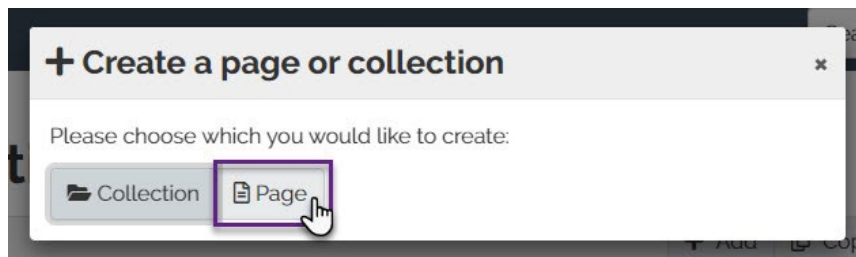 + Create a page or collection
×
Please choose which you would like to create:
Collection Page
+ Add